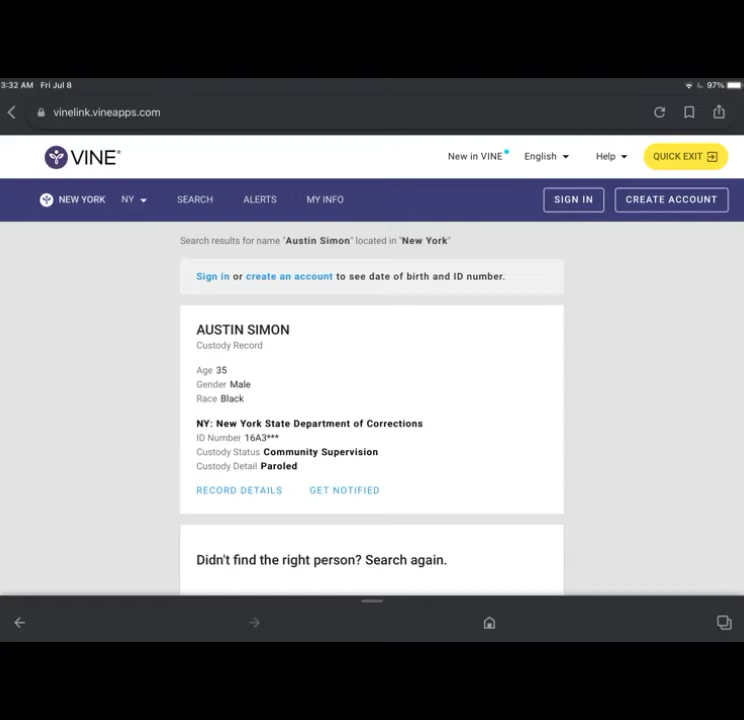 3:32 AM Fri Jul 8 97%
vinelink.vineapps.com
VINE® New in VINE English Help QUICK EXIT
NEW YORK NY SEARCH ALERTS MY INFO SIGN IN CREATE ACCOUNT
Search results for name "Austin Simon" located in "New York"
Sign in or create an account to see date of birth and ID number.
AUSTIN SIMON
Custody Record
Age 35
Gender Male
Race Black
NY: New York State Department of Corrections
ID Number 16A3***
Custody Status Community Supervision
Custody Detail Paroled
RECORD DETAILS GET NOTIFIED
Didn't find the right person? Search again.